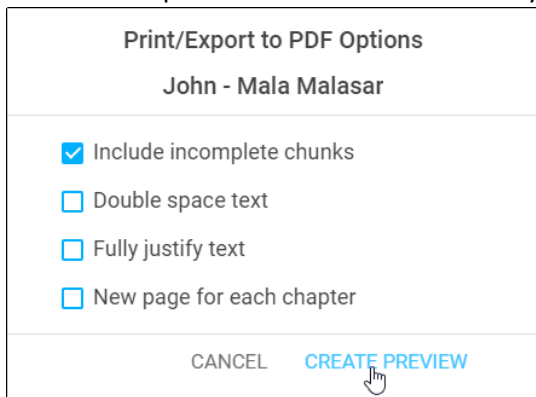 Print/Export to PDF Options
John - Mala Malasar
Include incomplete chunks
Double space text
Fully justify text
New page for each chapter
CANCEL CREATE PREVIEW